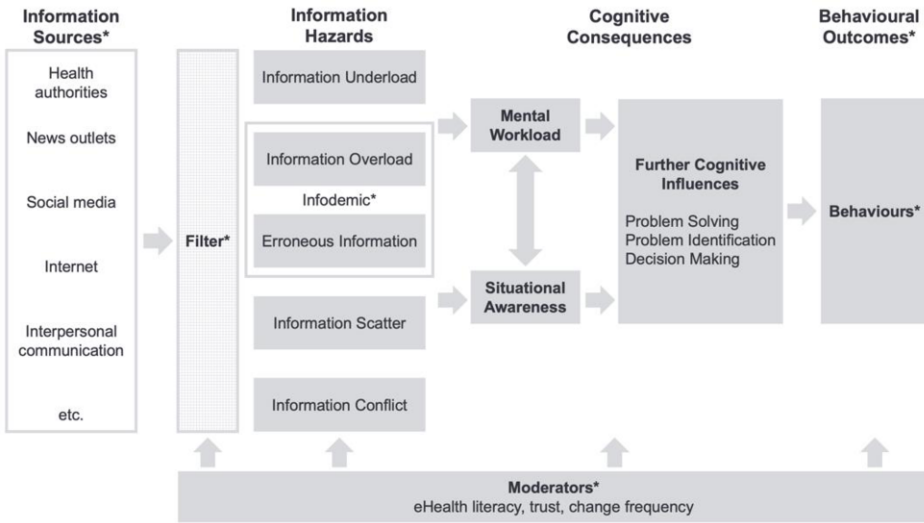 Information
Sources*
Information
Hazards
Cognitive
Consequences
Behavioural
Outcomes*
Health
authorities
News outlets
Social media
Internet
Interpersonal
communication
etc.
Filter*
Information Underload
Information Overload
Infodemic*
Erroneous Information
Information Scatter
Information Conflict
Mental
Workload
Situational
Awareness
Further Cognitive
Influences
Problem Solving
Problem Identification
Decision Making
Behaviours*
Moderators*
eHealth literacy, trust, change frequency